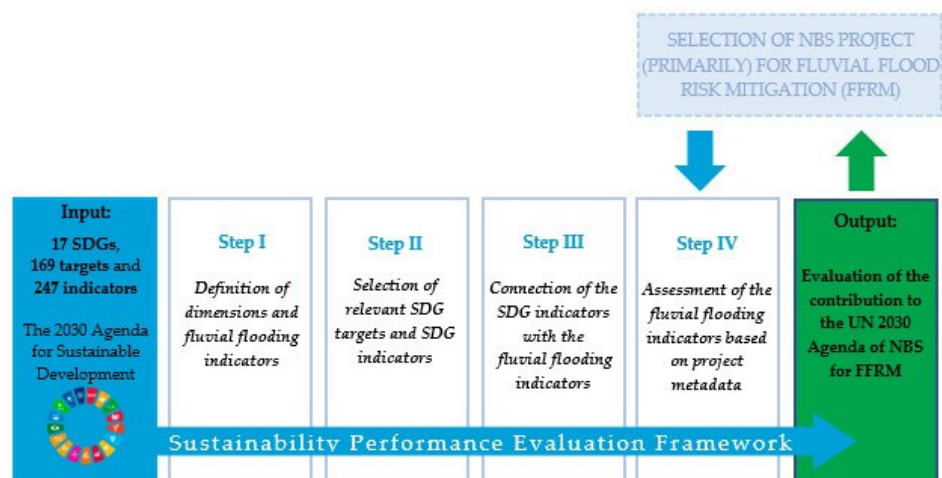 SELECTION OF NBS PROJECT
(PRIMARILY) FOR FLUVIAL FLOOD
RISK MITIGATION (FFRM)
Input:
17 SDGs,
169 targets and
247 indicators
The 2030 Agenda
for Sustainable
Development
Step I
Definition of
dimensions and
fluvial flooding
indicators
Step II
Selection of
relevant SDG
targets and SDG
indicators
Step III
Connection of the
SDG indicators
with the
fluvial flooding
indicators
Step IV
Assessment of the
fluvial flooding
indicators based
on project
metadata
Output:
Evaluation of the
contribution to
the UN 2030
Agenda of NBS
for FFRM
Sustainability Performance Evaluation Framework